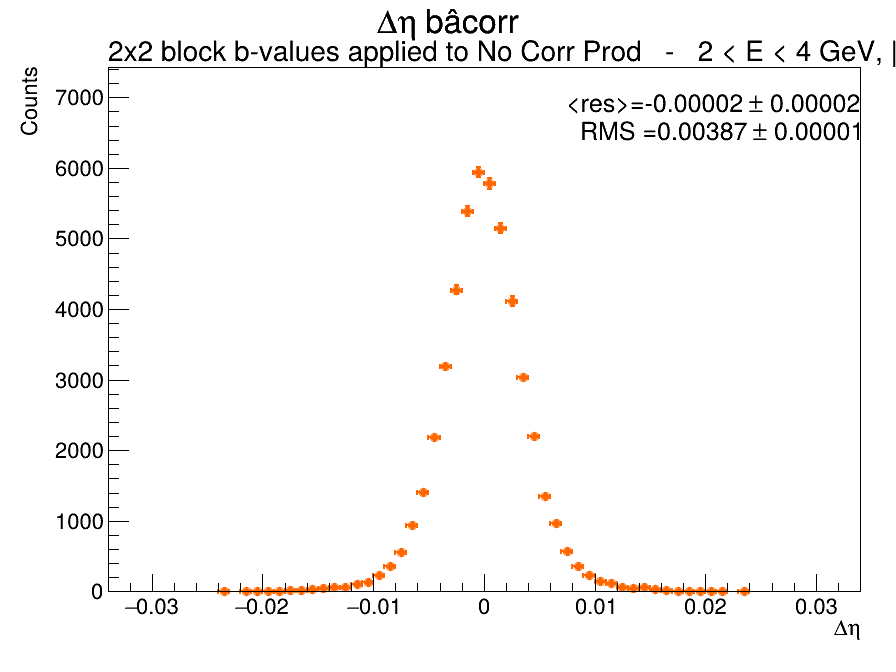 Δη bâcorr
2x2 block b-values applied to No Corr Prod - 2 < E < 4 GeV, |
Counts
<res>=-0.00002 ± 0.00002
RMS =0.00387 ± 0.00001
7000
6000
5000
4000
3000
2000
1000
0
−0.03 −0.02 −0.01 0 0.01 0.02 0.03
Δη